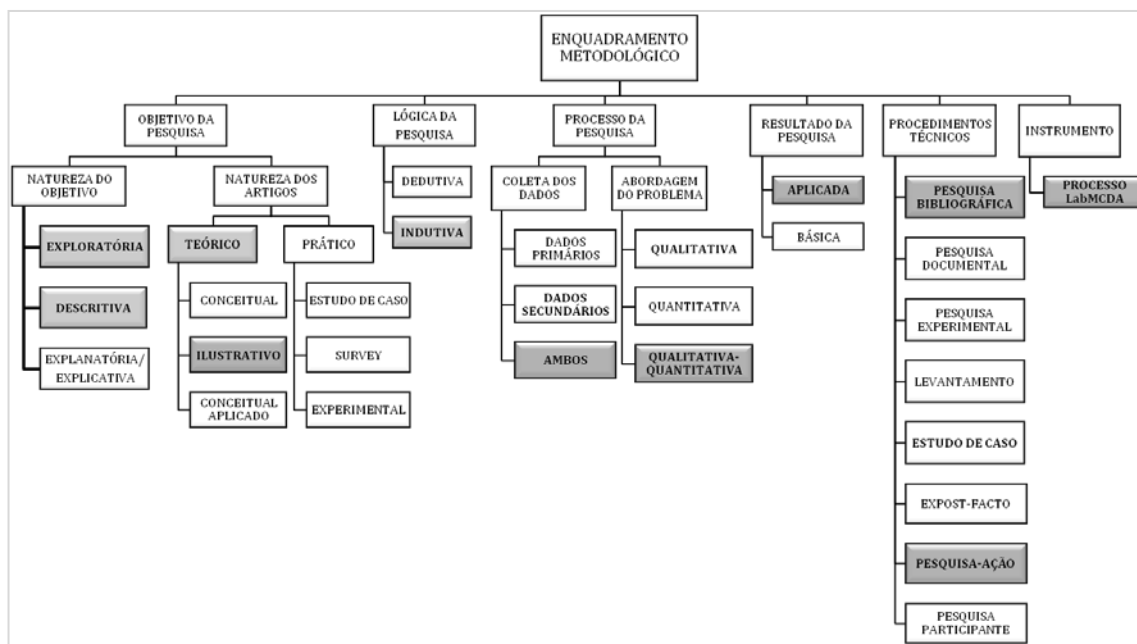 ENQUADRAMENTO
METODOLÓGICO
OBJETIVO DA
PESQUISA
LÓGICA DA
PESQUISA
PROCESSO DA
PESQUISA
RESULTADO DA
PESQUISA
PROCEDIMENTOS
TÉCNICOS
INSTRUMENTO
NATUREZA DO
OBJETIVO
NATUREZA DOS
ARTIGOS
DEDUTIVA
INDUTIVA
COLETA DOS
DADOS
ABORDAGEM
DO PROBLEMA
APLICADA
BÁSICA
PESQUISA
BIBLIOGRÁFICA
PROCESSO
LabMCDA
EXPLORATÓRIA
DESCRITIVA
EXPLANATÓRIA/
EXPLICATIVA
TEÓRICO
PRÁTICO
CONCEITUAL
ILUSTRATIVO
CONCEITUAL
APLICADO
ESTUDO DE CASO
SURVEY
EXPERIMENTAL
DADOS
PRIMÁRIOS
DADOS
SECUNDÁRIOS
AMBOS
QUALITATIVA
QUANTITATIVA
QUALITATIVA-
QUANTITATIVA
PESQUISA
DOCUMENTAL
PESQUISA
EXPERIMENTAL
LEVANTAMENTO
ESTUDO DE CASO
EXPOST-FACTO
PESQUISA-AÇÃO
PESQUISA
PARTICIPANTE